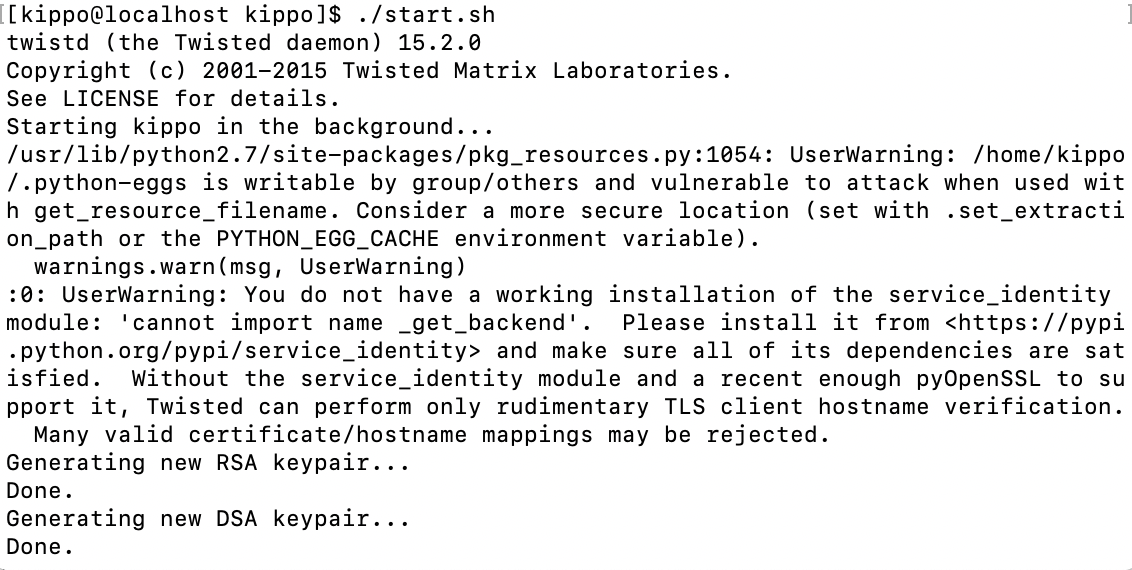 [[kippo@localhost kippo]$ ./start.sh ]
twistd (the Twisted daemon) 15.2.0
Copyright (c) 2001-2015 Twisted Matrix Laboratories.
See LICENSE for details.
Starting kippo in the background...
/usr/lib/python2.7/site-packages/pkg_resources.py:1054: UserWarning: /home/kippo
/.python-eggs is writable by group/others and vulnerable to attack when used wit
h get_resource_filename. Consider a more secure location (set with .set_extracti
on_path or the PYTHON_EGG_CACHE environment variable).
  warnings.warn(msg, UserWarning)
:0: UserWarning: You do not have a working installation of the service_identity
module: 'cannot import name _get_backend'.  Please install it from <https://pypi
.python.org/pypi/service_identity> and make sure all of its dependencies are sat
isfied.  Without the service_identity module and a recent enough pyOpenSSL to su
pport it, Twisted can perform only rudimentary TLS client hostname verification.
  Many valid certificate/hostname mappings may be rejected.
Generating new RSA keypair...
Done.
Generating new DSA keypair...
Done.